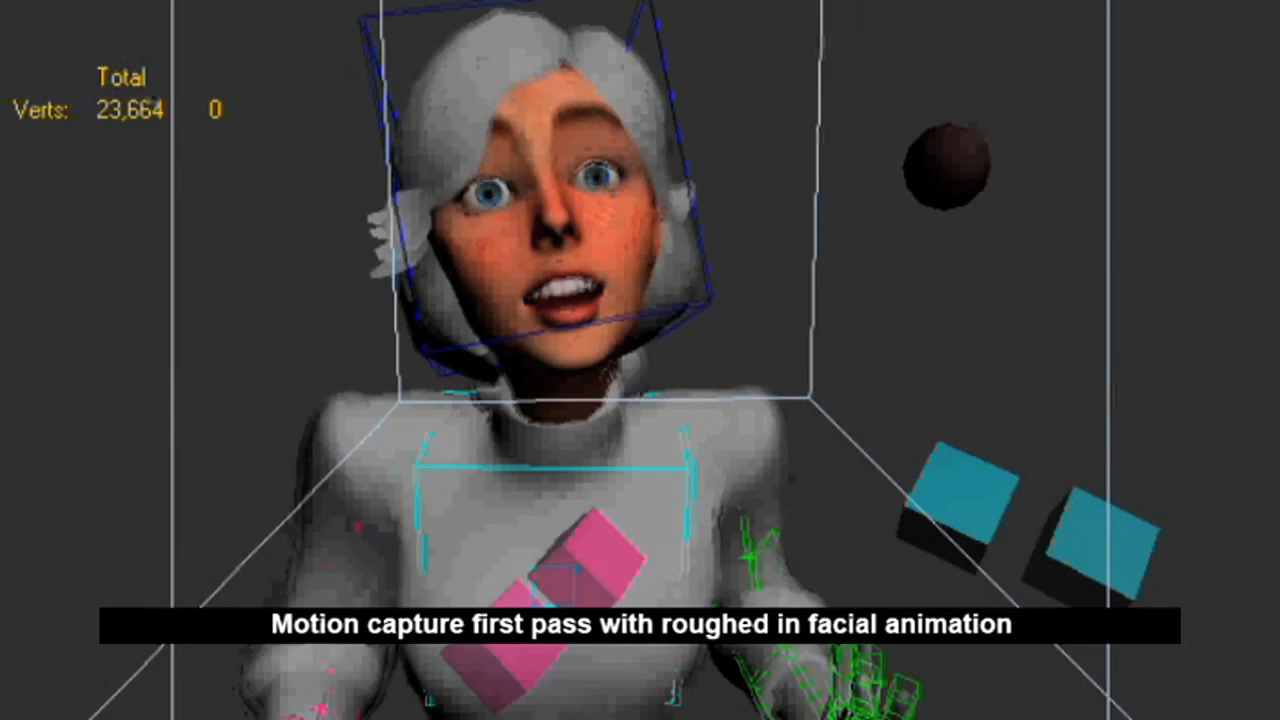 Total
Verts: 23,664 0
Motion capture first pass with roughed in facial animation